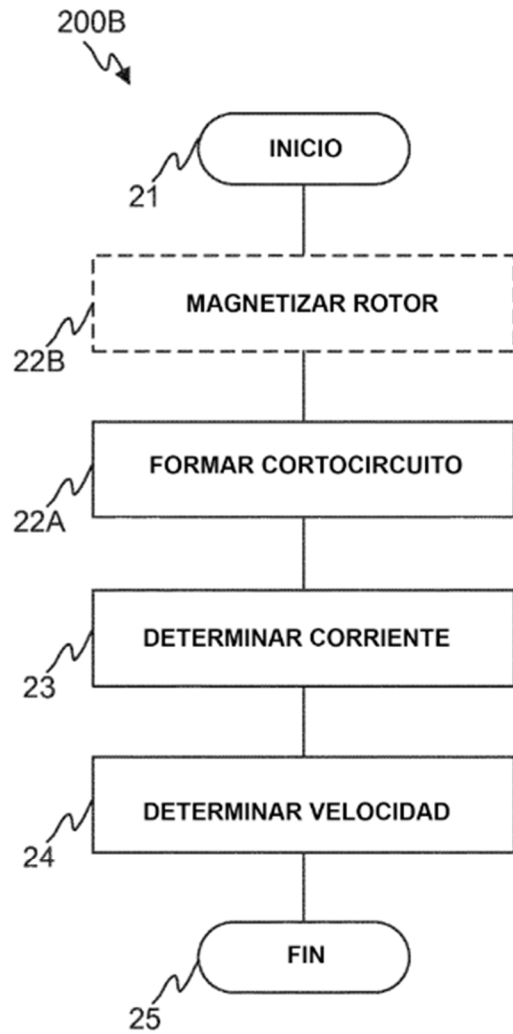 200B
INICIO
21
MAGNETIZAR ROTOR
22B
FORMAR CORTOCIRCUITO
22A
DETERMINAR CORRIENTE
23
DETERMINAR VELOCIDAD
24
FIN
25